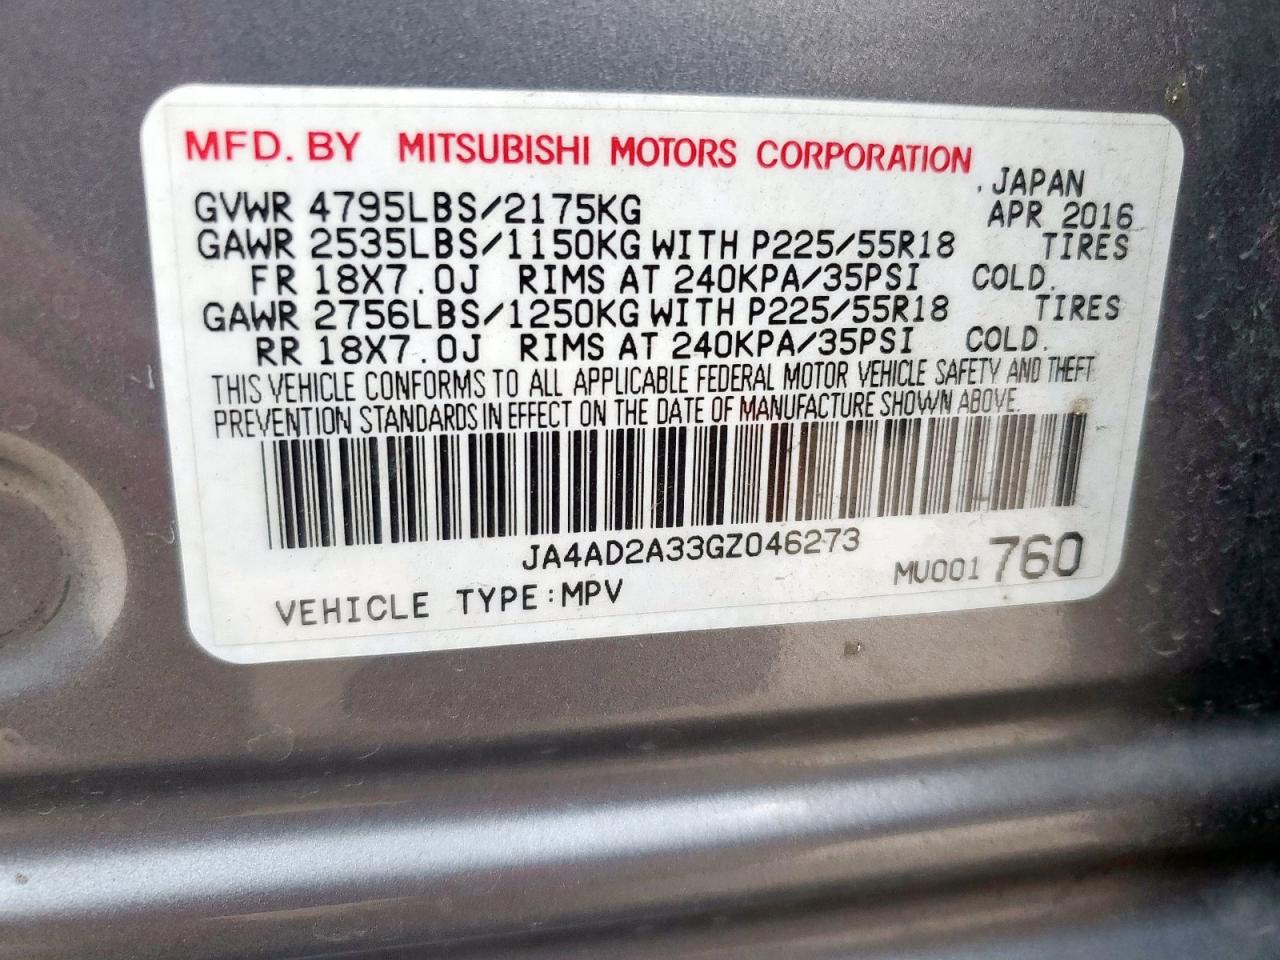 MFD. BY MITSUBISHI MOTORS CORPORATION
JAPAN
GVWR 4795LBS/2175KG APR 2016
GAWR 2535LBS/1150KG WITH P225/55R18 TIRES
FR 18X7.0J RIMS AT 240KPA/35PSI COLD.
GAWR 2756LBS/1250KG WITH P225/55R18 TIRES
RR 18X7.0J RIMS AT 240KPA/35PSI COLD.
THIS VEHICLE CONFORMS TO ALL APPLICABLE FEDERAL MOTOR VEHICLE SAFETY AND THEFT
PREVENTION STANDARDS IN EFFECT ON THE DATE OF MANUFACTURE SHOWN ABOVE.
JA4AD2A33GZ046273
VEHICLE TYPE:MPV MU001 760